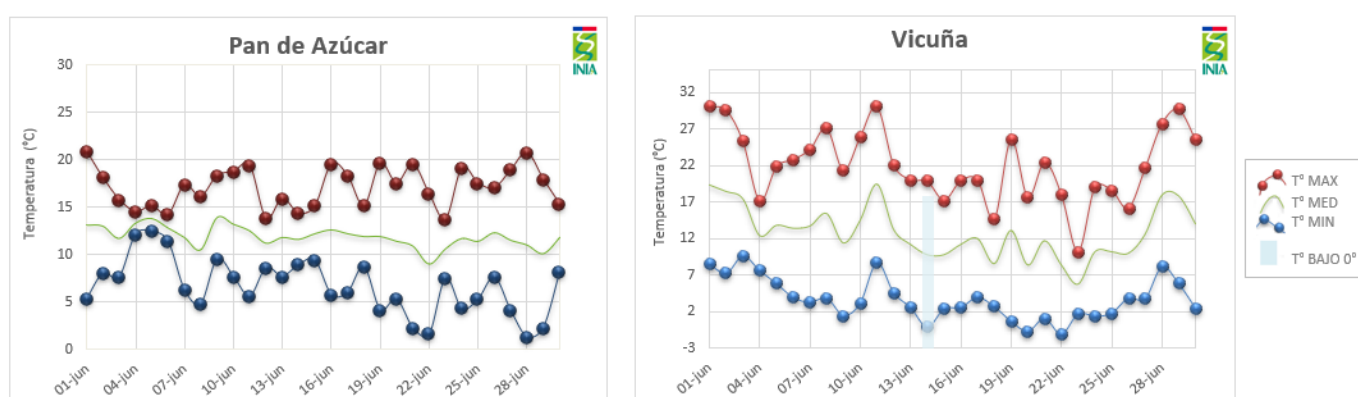 Pan de Azúcar
INIA
Temperatura (°C)
30
25
20
15
10
5
0
01-jun
04-jun
07-jun
10-jun
13-jun
16-jun
19-jun
22-jun
25-jun
28-jun
Vicuña
INIA
Temperatura (°C)
32
27
22
17
12
7
2
-3
01-jun
04-jun
07-jun
10-jun
13-jun
16-jun
19-jun
22-jun
25-jun
28-jun
T° MAX
T° MED
T° MIN
T° BAJO 0°